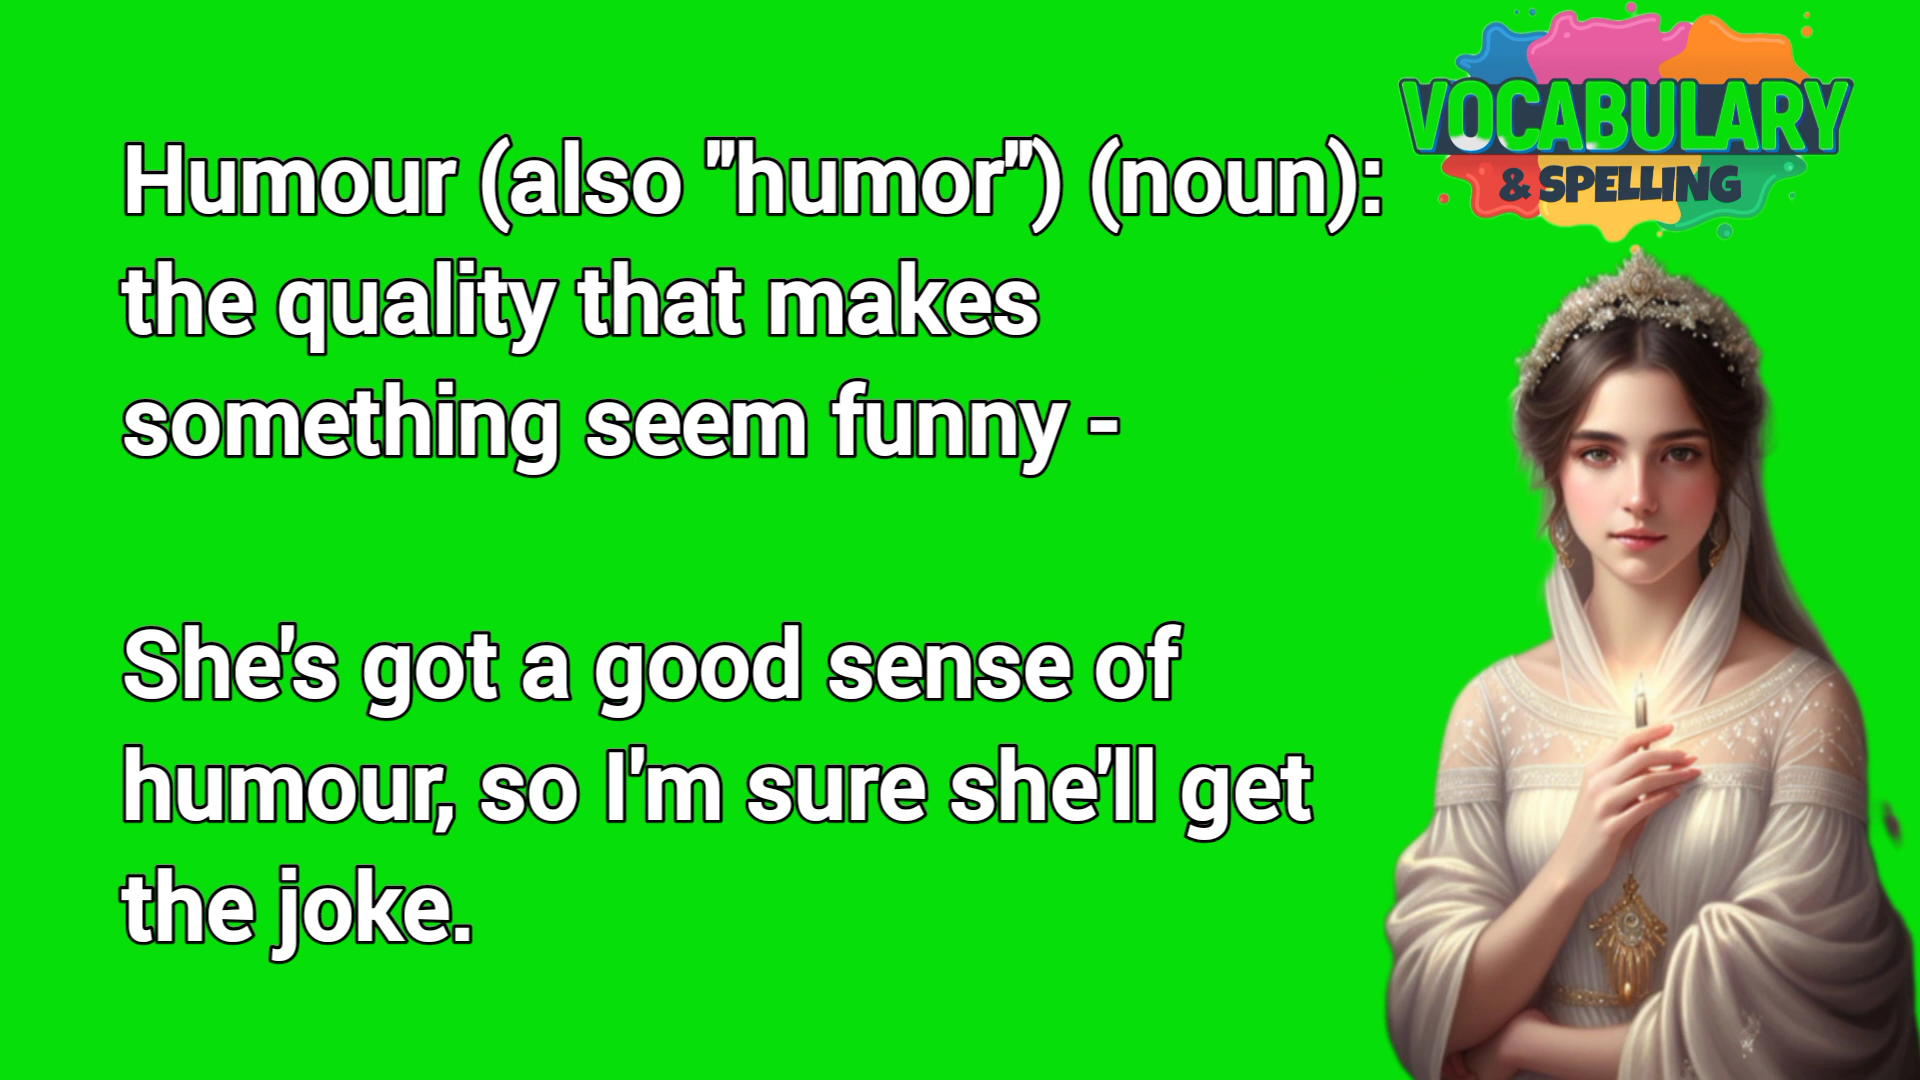 VOCABULARY
& SPELLING
Humour (also "humor") (noun):
the quality that makes
something seem funny -
She's got a good sense of
humour, so I'm sure she'll get
the joke.